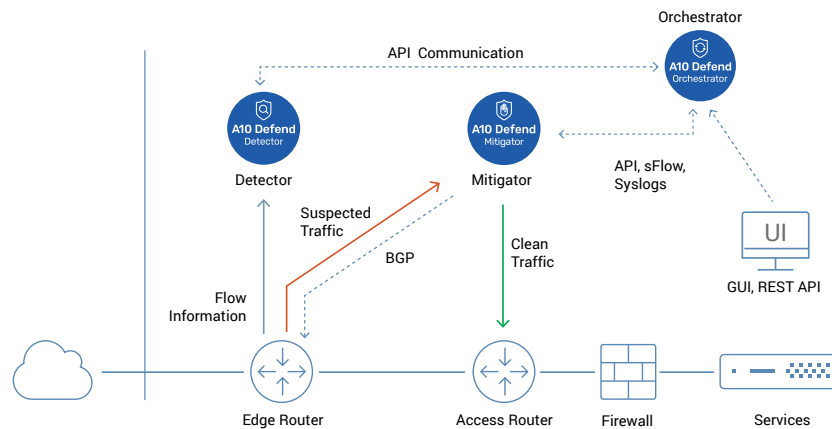 Orchestrator
API Communication
A10 Defend
Orchestrator
A10 Defend
Detector
A10 Defend
Mitigator
Detector
Mitigator
API, sFlow,
Syslogs
Suspected
Traffic
BGP
Clean
Traffic
UI
GUI, REST API
Flow
Information
Edge Router
Access Router
Firewall
Services